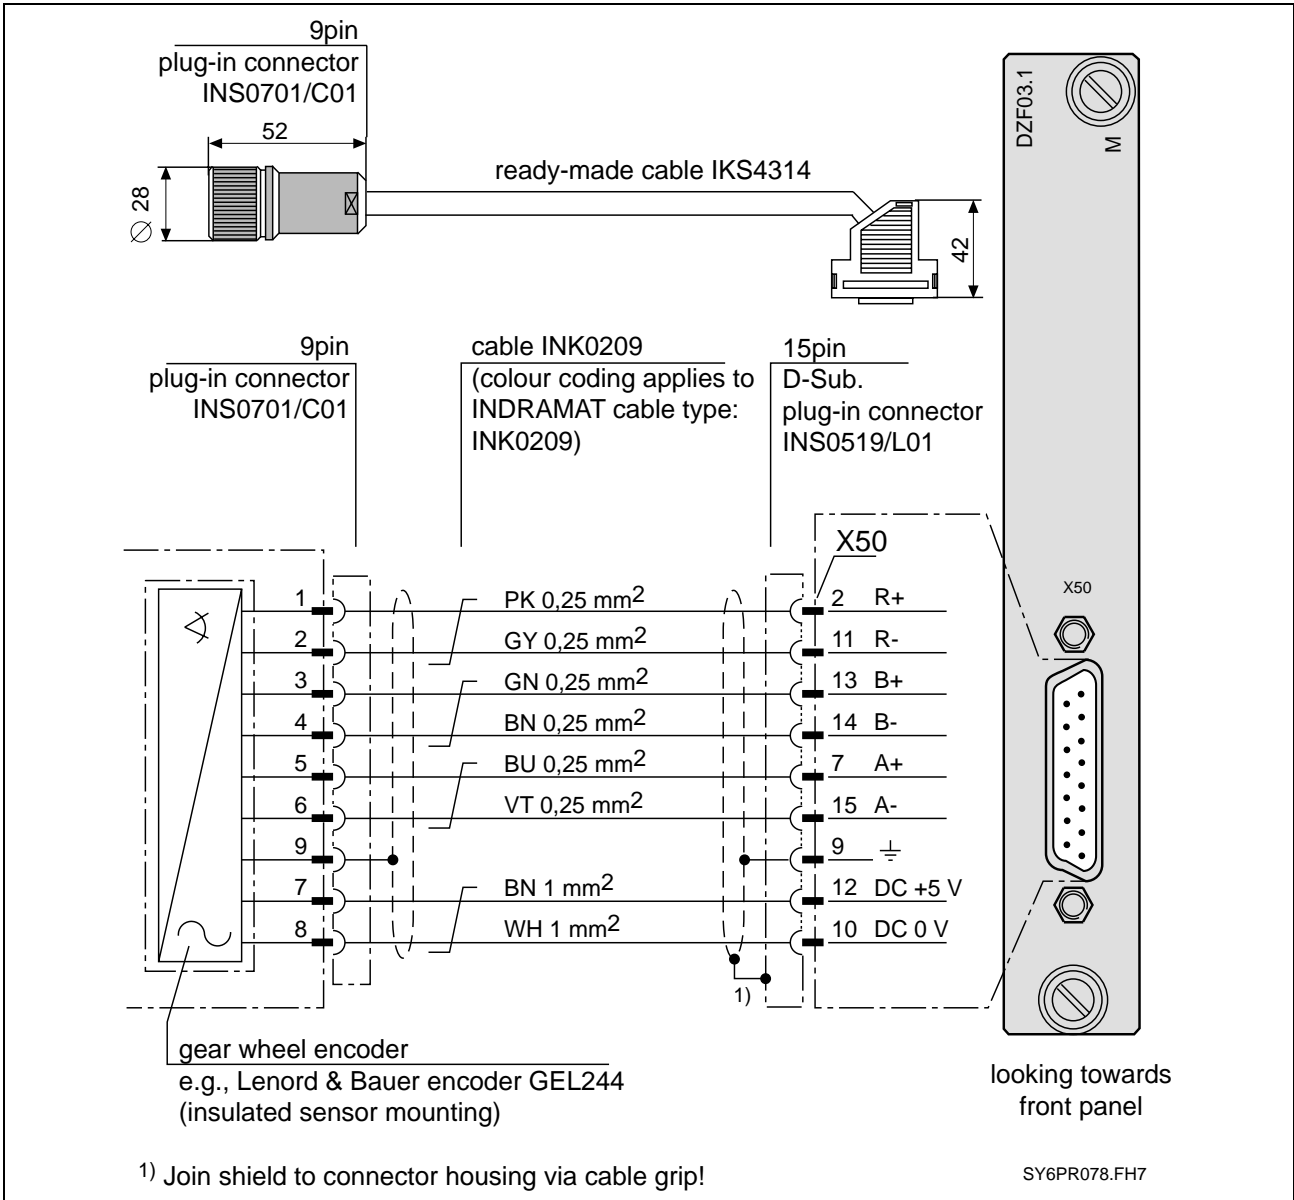 9pin
plug-in connector
INS0701/C01
52
ready-made cable IKS4314
∅ 28
42
DZF03.1
M
9pin
plug-in connector
INS0701/C01
cable INK0209
(colour coding applies to
INDRAMAT cable type:
INK0209)
15pin
D-Sub.
plug-in connector
INS0519/L01
X50
X50
1 PK 0,25 mm2 2 R+
2 GY 0,25 mm2 11 R-
3 GN 0,25 mm2 13 B+
4 BN 0,25 mm2 14 B-
5 BU 0,25 mm2 7 A+
6 VT 0,25 mm2 15 A-
9 9
7 BN 1 mm2 12 DC +5 V
8 WH 1 mm2 10 DC 0 V
1)
gear wheel encoder
e.g., Lenord & Bauer encoder GEL244
(insulated sensor mounting)
looking towards
front panel
1) Join shield to connector housing via cable grip!
SY6PR078.FH7